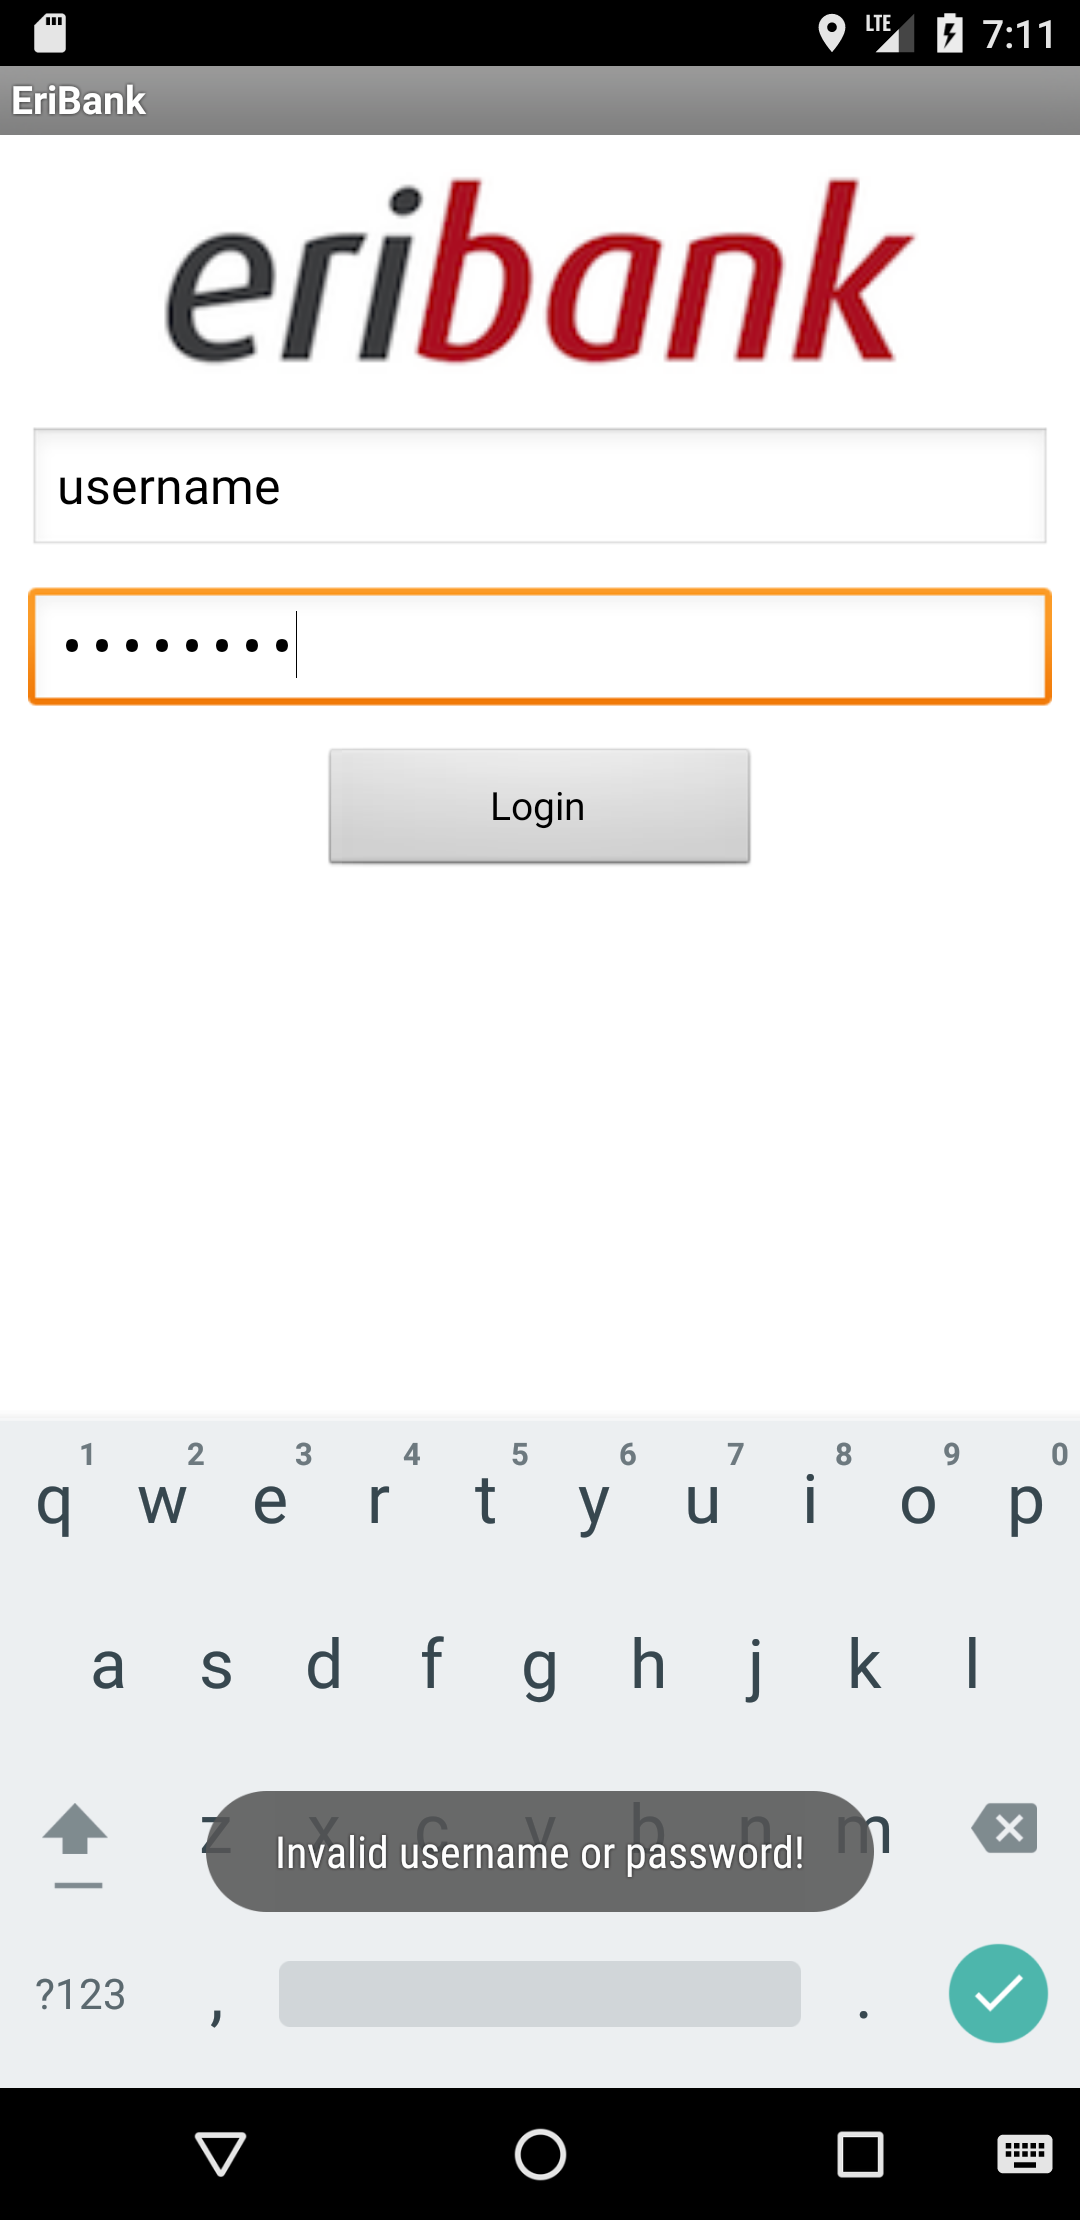 7:11
LTE
EriBank
eribank
username
••••••••
Login
1 2 3 4 5 6 7 8 9 0
q w e r t y u i o p
a s d f g h j k l
z x c v b n m
Invalid username or password!
?123 , .